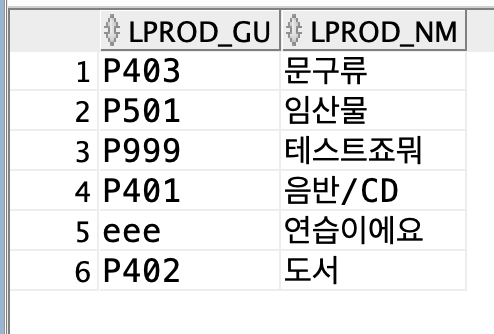 LPROD_GU LPROD_NM
1 P403 문구류
2 P501 임산물
3 P999 테스트죠뭐
4 P401 음반/CD
5 eee 연습이에요
6 P402 도서